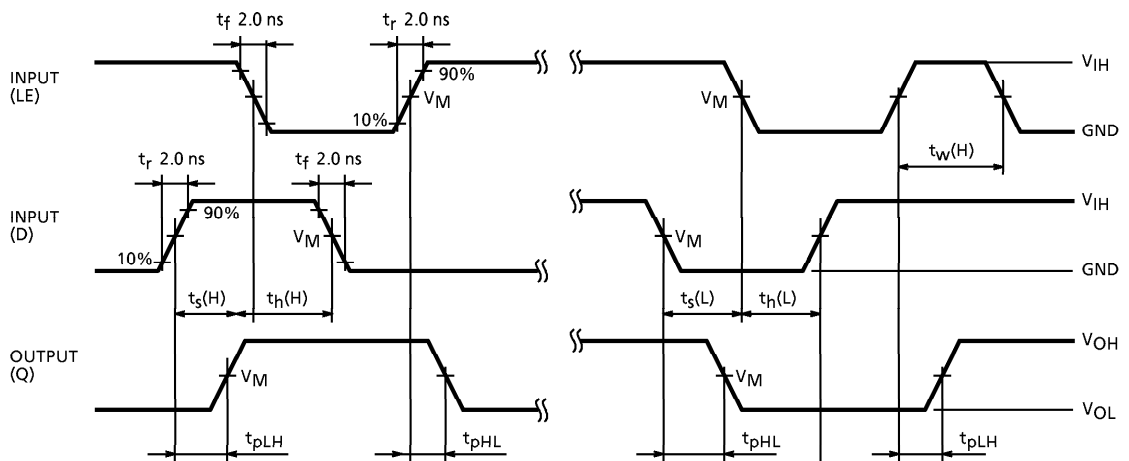 tf 2.0 ns
tr 2.0 ns
INPUT
(LE)
90%
VM
10%
VM
VIH
GND
tw(H)
tr 2.0 ns
tf 2.0 ns
INPUT
(D)
90%
VM
10%
VM
VIH
GND
ts(H)
th(H)
ts(L)
th(L)
OUTPUT
(Q)
VM
VM
VOH
VOL
tpLH
tpHL
tpHL
tpLH